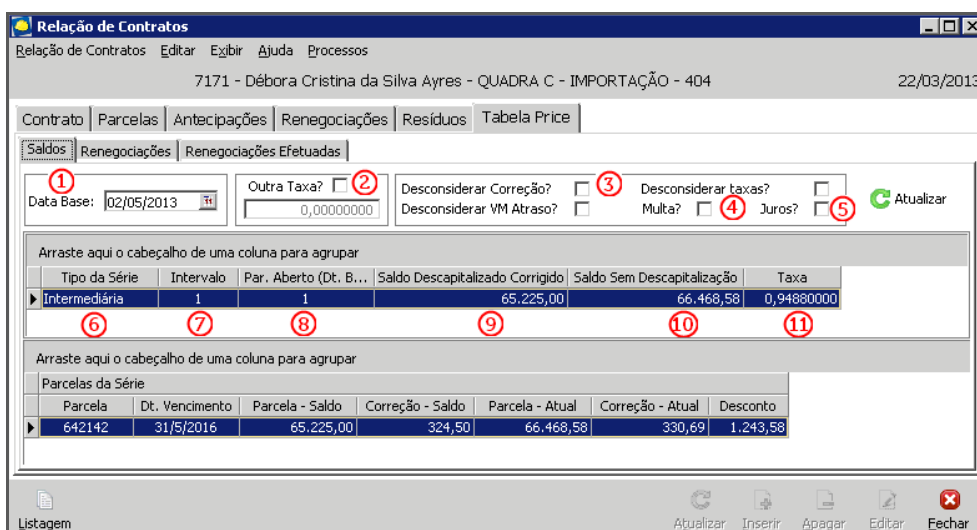 Relação de Contratos
Relação de Contratos Editar Exibir Ajuda Processos
7171 - Débora Cristina da Silva Ayres - QUADRA C - IMPORTAÇÃO - 404 22/03/2013
Contrato Parcelas Antecipações Renegociações Resíduos Tabela Price
Saldos Renegociações Renegociações Efetuadas
1 Outra Taxa? 2 Desconsiderar Correção? 3 Desconsiderar taxas?
Data Base: 02/05/2013 0,00000000 Desconsiderar VM Atraso? Multa? 4 Juros? 5 Atualizar
Arraste aqui o cabeçalho de uma coluna para agrupar
Tipo da Série Intervalo Par. Aberto (Dt. B... Saldo Descapitalizado Corrigido Saldo Sem Descapitalização Taxa
Intermediária 1 1 65.225,00 66.468,58 0,94880000
6 7 8 9 10 11
Arraste aqui o cabeçalho de uma coluna para agrupar
Parcelas da Série
Parcela Dt. Vencimento Parcela - Saldo Correção - Saldo Parcela - Atual Correção - Atual Desconto
642142 31/5/2016 65.225,00 324,50 66.468,58 330,69 1.243,58
Listagem Atualizar Inserir Apagar Editar Fechar